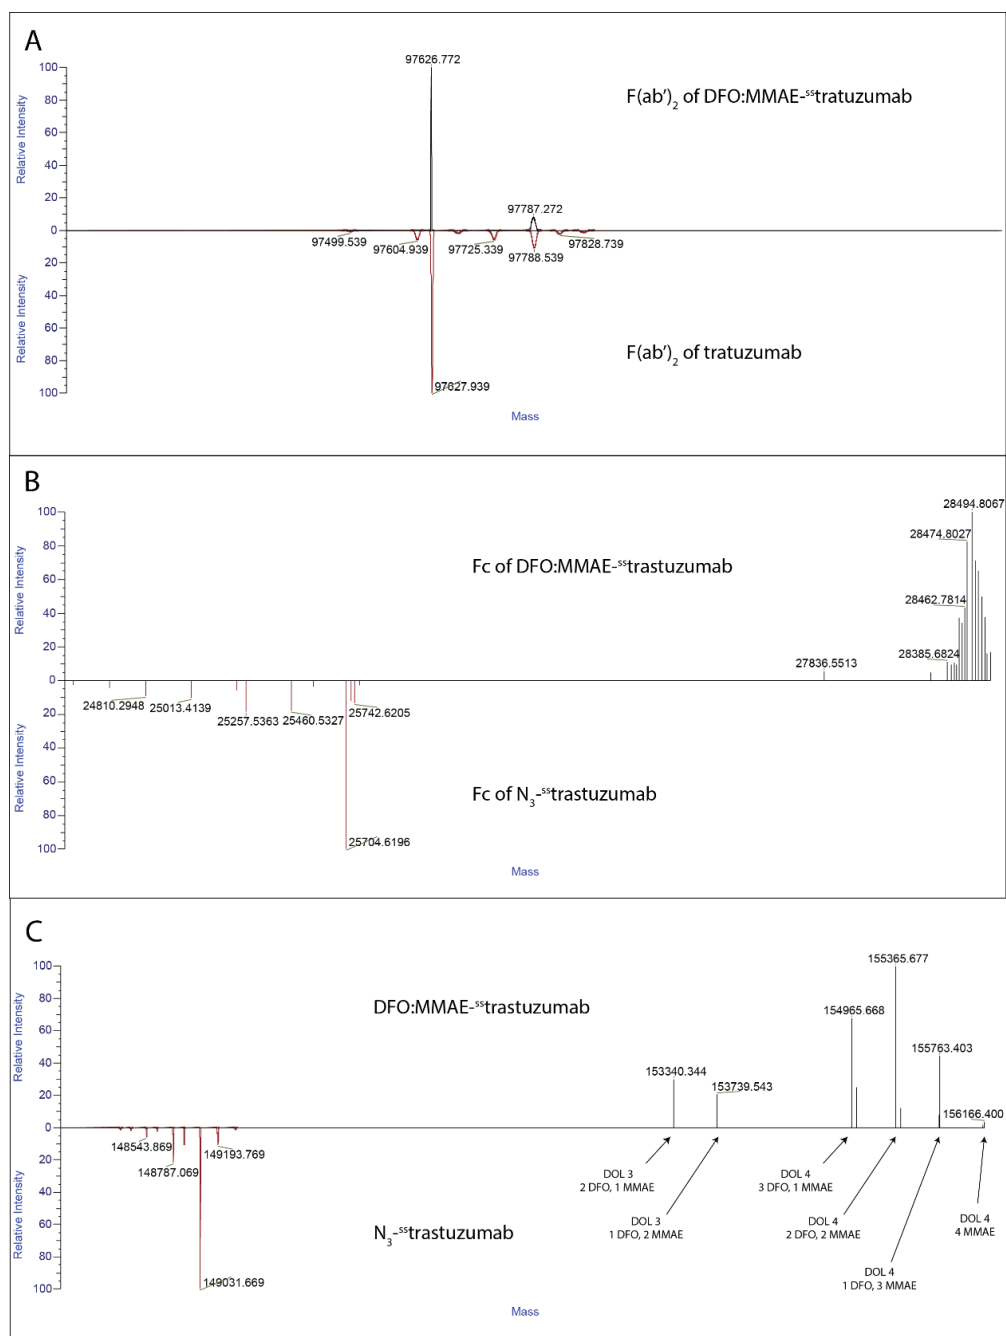 A
97626.772
100
80
60
40
20
0
20
40
60
80
100
Relative Intensity
Relative Intensity
F(ab')2 of DFO:MMAE-sstratuzumab
97787.272
97499.539
97604.939
97725.339
97828.739
97788.539
F(ab')2 of tratuzumab
97627.939
Mass
B
100
80
60
40
20
0
20
40
60
80
100
Relative Intensity
Relative Intensity
28494.8067
28474.8027
Fc of DFO:MMAE-sstrastuzumab
28462.7814
28385.6824
27836.5513
24810.2948
25013.4139
25257.5363
25460.5327
25742.6205
Fc of N3-sstrastuzumab
25704.6196
Mass
C
100
80
60
40
20
0
20
40
60
80
100
Relative Intensity
Relative Intensity
155365.677
DFO:MMAE-sstrastuzumab
154965.668
155763.403
153340.344
153739.543
156166.400
148543.869
149193.769
148787.069
DOL 3
2 DFO, 1 MMAE
DOL 4
3 DFO, 1 MMAE
DOL 3
1 DFO, 2 MMAE
DOL 4
2 DFO, 2 MMAE
DOL 4
4 MMAE
DOL 4
1 DFO, 3 MMAE
N3-sstrastuzumab
149031.669
Mass